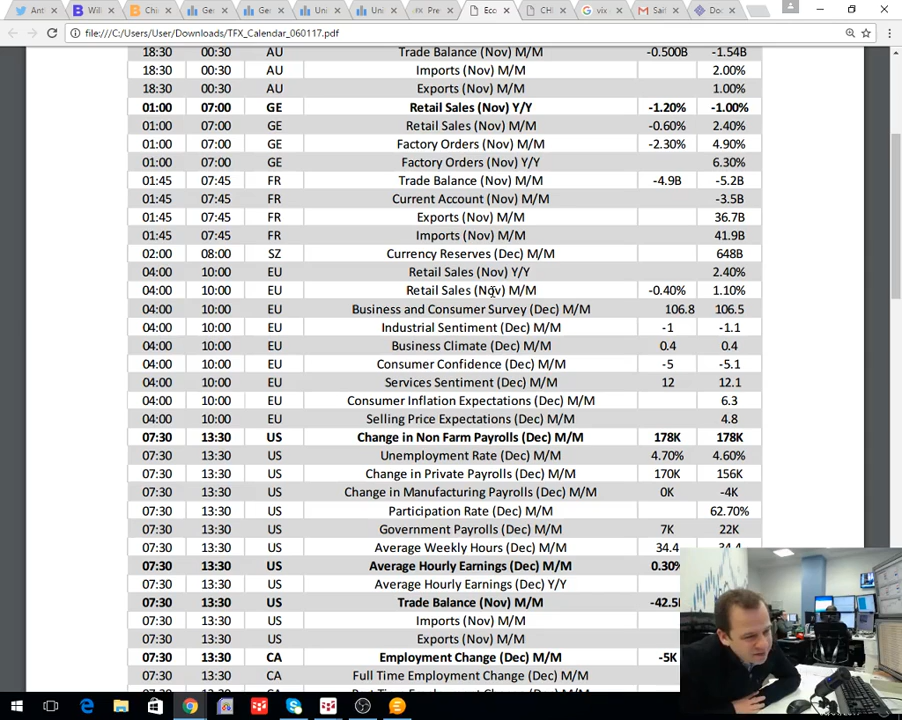 Ant
Will
Chi
Ger
Ge
Uni
Uni
Pre
Eco
CHI
vix
Sait
Doc
file:///C:/Users/User/Downloads/TFX_Calendar_060117.pdf
18:30 00:30 AU Trade Balance (Nov) M/M -0.500B -1.54B
18:30 00:30 AU Imports (Nov) M/M 2.00%
18:30 00:30 AU Exports (Nov) M/M 1.00%
01:00 07:00 GE Retail Sales (Nov) Y/Y -1.20% -1.00%
01:00 07:00 GE Retail Sales (Nov) M/M -0.60% 2.40%
01:00 07:00 GE Factory Orders (Nov) M/M -2.30% 4.90%
01:00 07:00 GE Factory Orders (Nov) Y/Y 6.30%
01:45 07:45 FR Trade Balance (Nov) M/M -4.9B -5.2B
01:45 07:45 FR Current Account (Nov) M/M -3.5B
01:45 07:45 FR Exports (Nov) M/M 36.7B
01:45 07:45 FR Imports (Nov) M/M 41.9B
02:00 08:00 SZ Currency Reserves (Dec) M/M 648B
04:00 10:00 EU Retail Sales (Nov) Y/Y 2.40%
04:00 10:00 EU Retail Sales (Nov) M/M -0.40% 1.10%
04:00 10:00 EU Business and Consumer Survey (Dec) M/M 106.8 106.5
04:00 10:00 EU Industrial Sentiment (Dec) M/M -1 -1.1
04:00 10:00 EU Business Climate (Dec) M/M 0.4 0.4
04:00 10:00 EU Consumer Confidence (Dec) M/M -5 -5.1
04:00 10:00 EU Services Sentiment (Dec) M/M 12 12.1
04:00 10:00 EU Consumer Inflation Expectations (Dec) M/M 6.3
04:00 10:00 EU Selling Price Expectations (Dec) M/M 4.8
07:30 13:30 US Change in Non Farm Payrolls (Dec) M/M 178K 178K
07:30 13:30 US Unemployment Rate (Dec) M/M 4.70% 4.60%
07:30 13:30 US Change in Private Payrolls (Dec) M/M 170K 156K
07:30 13:30 US Change in Manufacturing Payrolls (Dec) M/M 0K -4K
07:30 13:30 US Participation Rate (Dec) M/M 62.70%
07:30 13:30 US Government Payrolls (Dec) M/M 7K 22K
07:30 13:30 US Average Weekly Hours (Dec) M/M 34.4 34.4
07:30 13:30 US Average Hourly Earnings (Dec) M/M 0.30%
07:30 13:30 US Average Hourly Earnings (Dec) Y/Y
07:30 13:30 US Trade Balance (Nov) M/M -42.5
07:30 13:30 US Imports (Nov) M/M
07:30 13:30 US Exports (Nov) M/M
07:30 13:30 CA Employment Change (Dec) M/M -5K
07:30 13:30 CA Full Time Employment Change (Dec) M/M